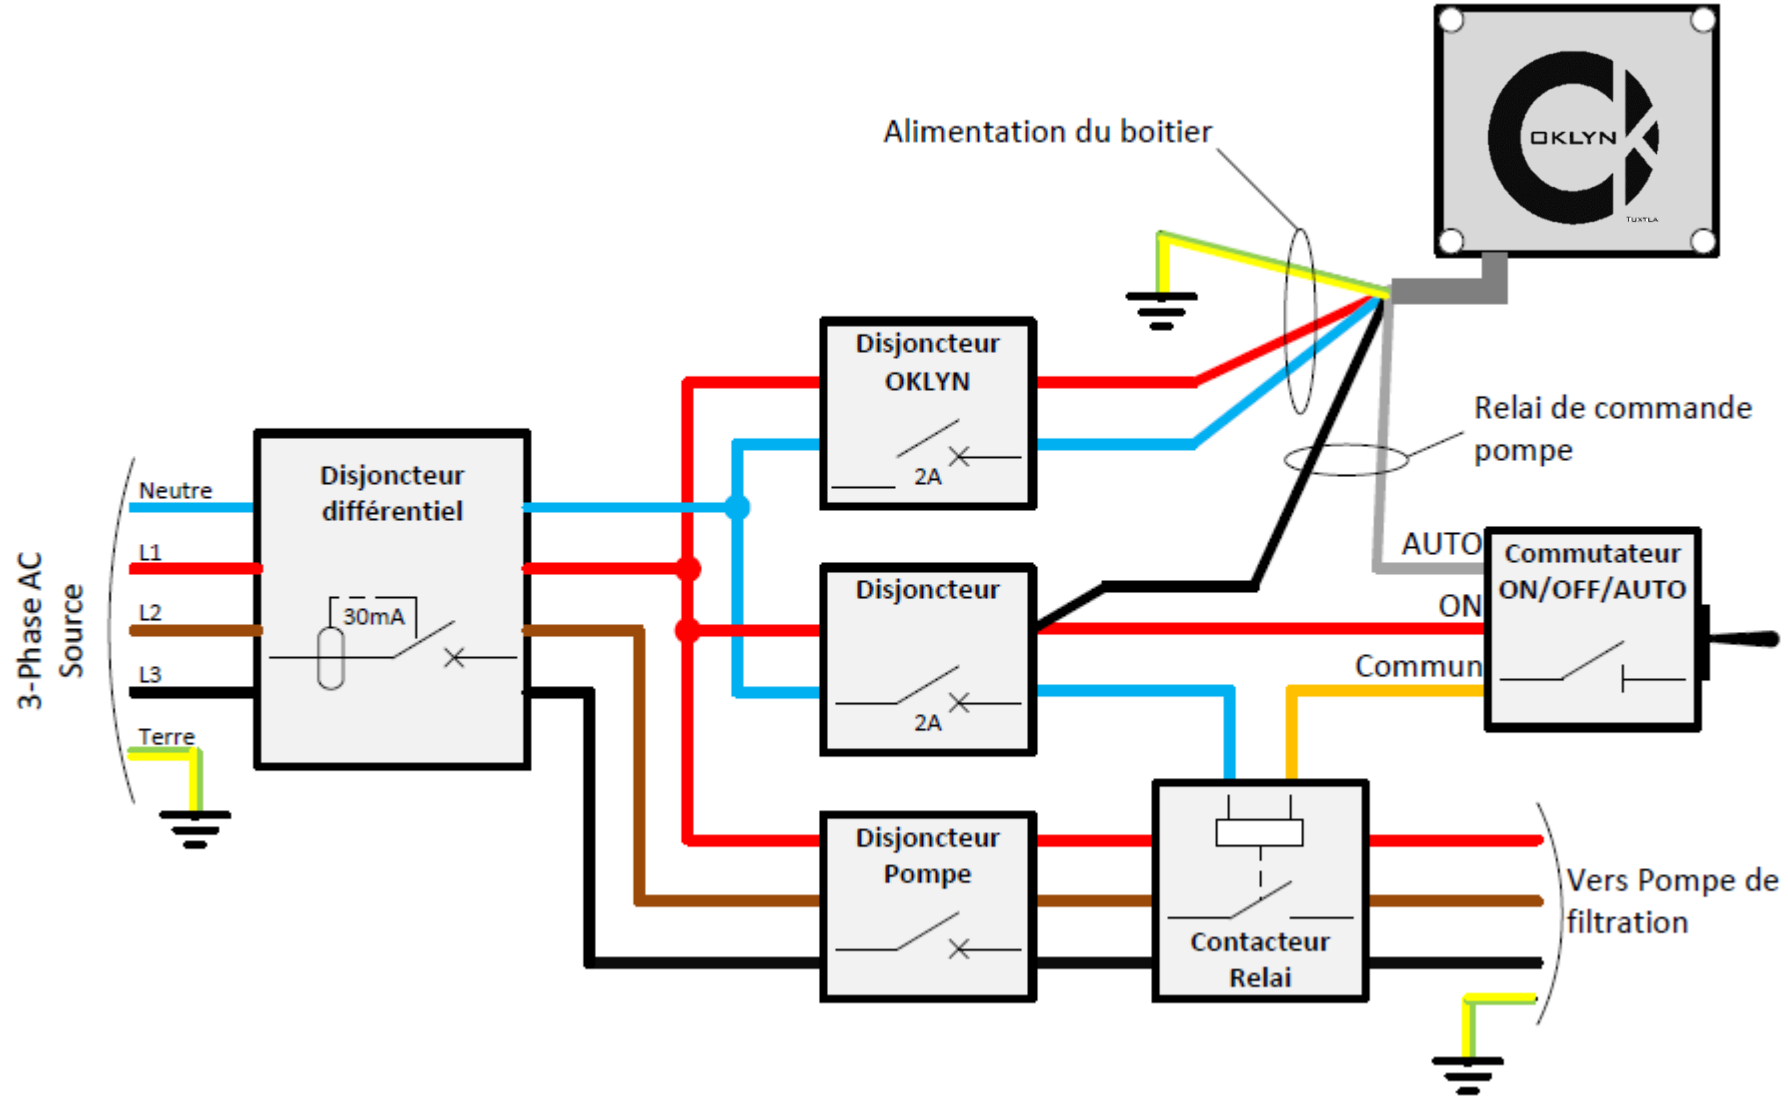 OKLYN
TUXTLA
Alimentation du boitier
Disjoncteur
OKLYN
2A
Relai de commande
pompe
3-Phase AC
Source
Neutre
L1
L2
L3
Terre
Disjoncteur
différentiel
30mA
Disjoncteur
2A
AUTO
ON
Commun
Commutateur
ON/OFF/AUTO
Disjoncteur
Pompe
Contacteur
Relai
Vers Pompe de
filtration